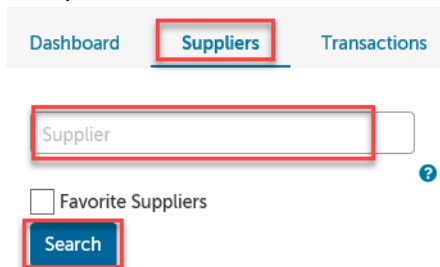 Dashboard Suppliers Transactions
Supplier
?
Favorite Suppliers
Search